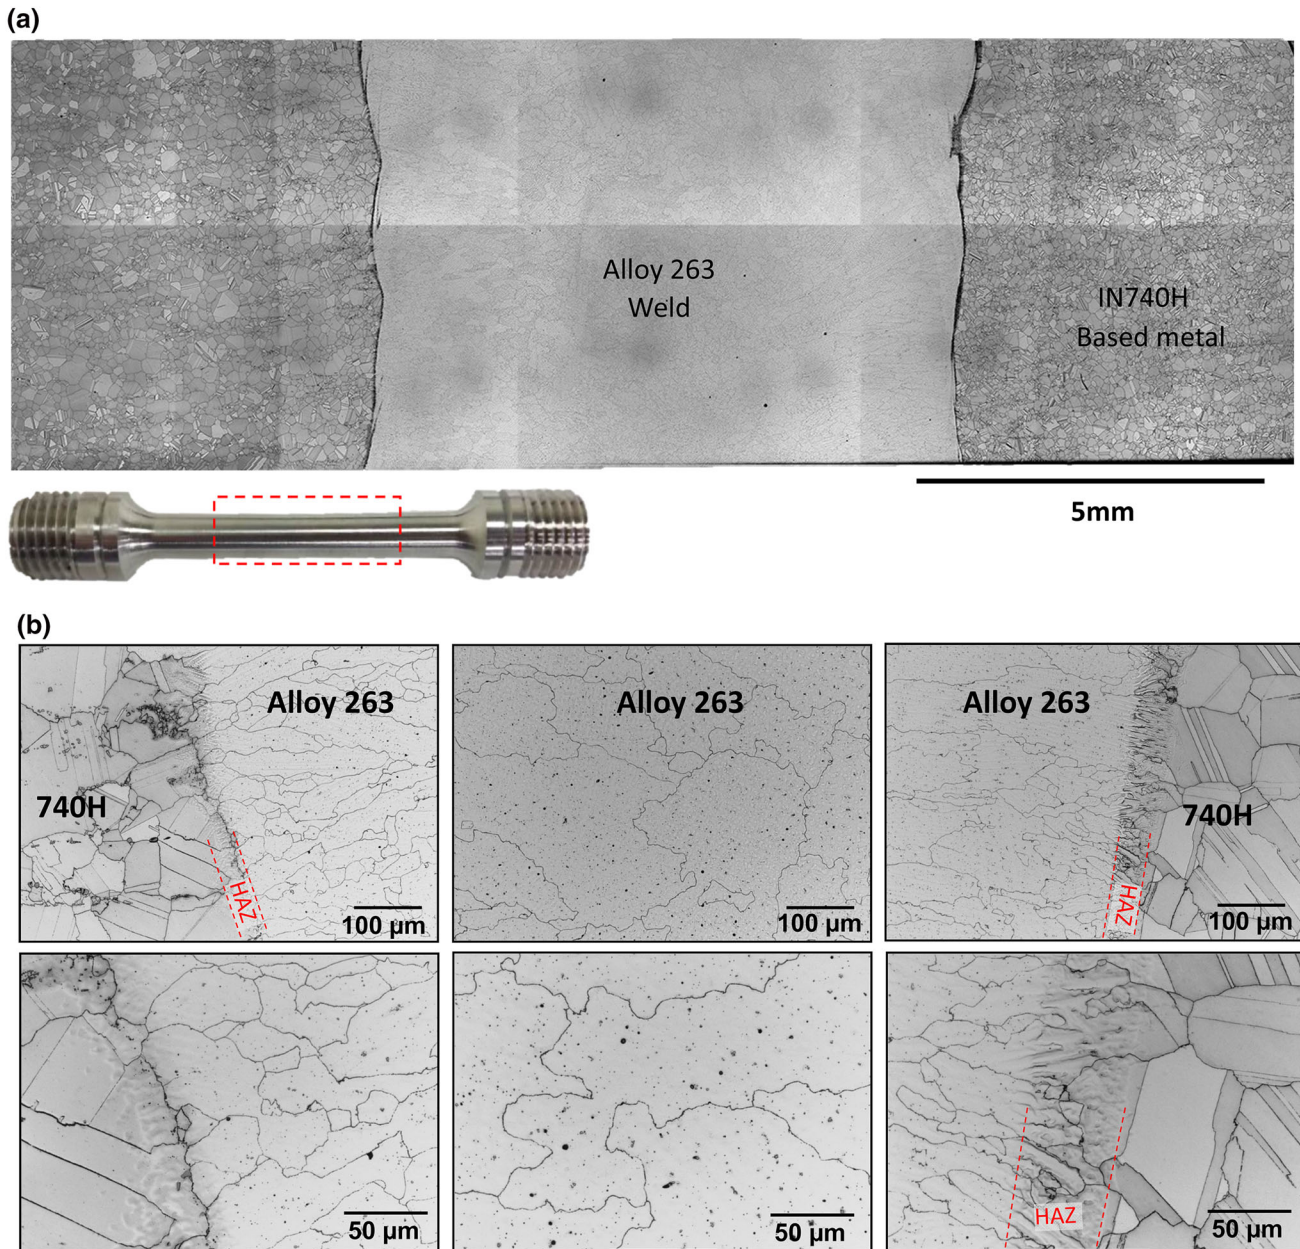 (a)
Alloy 263
Weld
IN740H
Based metal
5mm
(b)
Alloy 263
740H
HAZ
100 µm
Alloy 263
100 µm
Alloy 263
740H
HAZ
100 µm
50 µm
50 µm
HAZ
50 µm